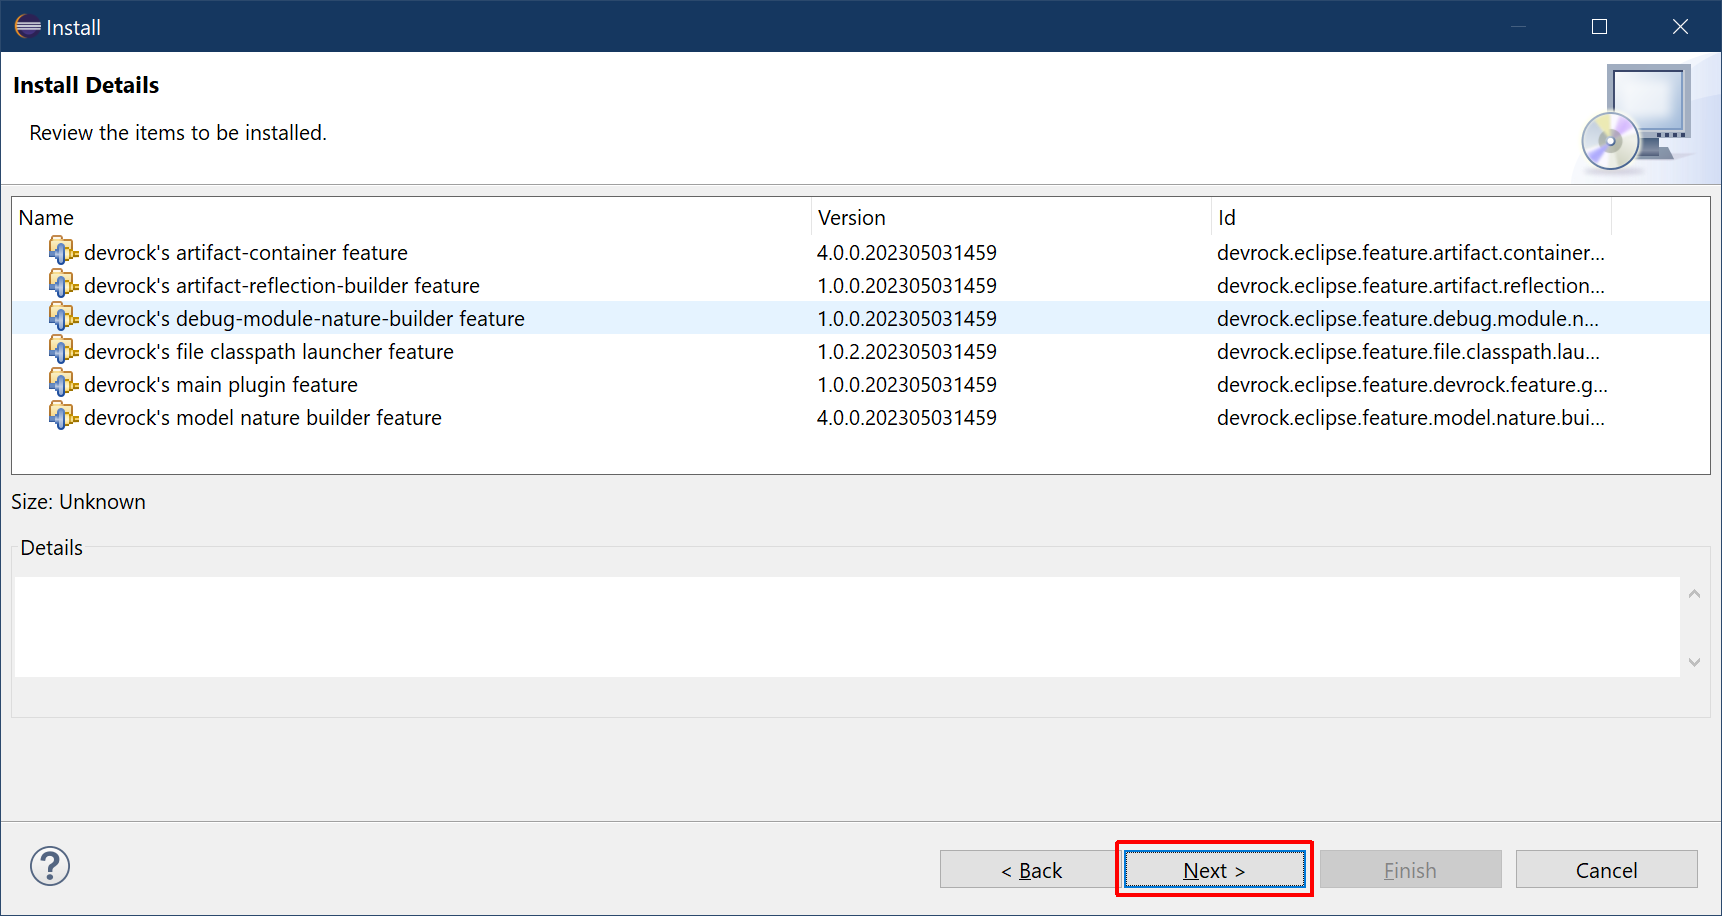 Install
Install Details
Review the items to be installed.
Name Version Id
devrock's artifact-container feature 4.0.0.202305031459 devrock.eclipse.feature.artifact.container...
devrock's artifact-reflection-builder feature 1.0.0.202305031459 devrock.eclipse.feature.artifact.reflection...
devrock's debug-module-nature-builder feature 1.0.0.202305031459 devrock.eclipse.feature.debug.module.n...
devrock's file classpath launcher feature 1.0.2.202305031459 devrock.eclipse.feature.file.classpath.lau...
devrock's main plugin feature 1.0.0.202305031459 devrock.eclipse.feature.devrock.feature.g...
devrock's model nature builder feature 4.0.0.202305031459 devrock.eclipse.feature.model.nature.bui...
Size: Unknown
Details
? < Back Next > Finish Cancel